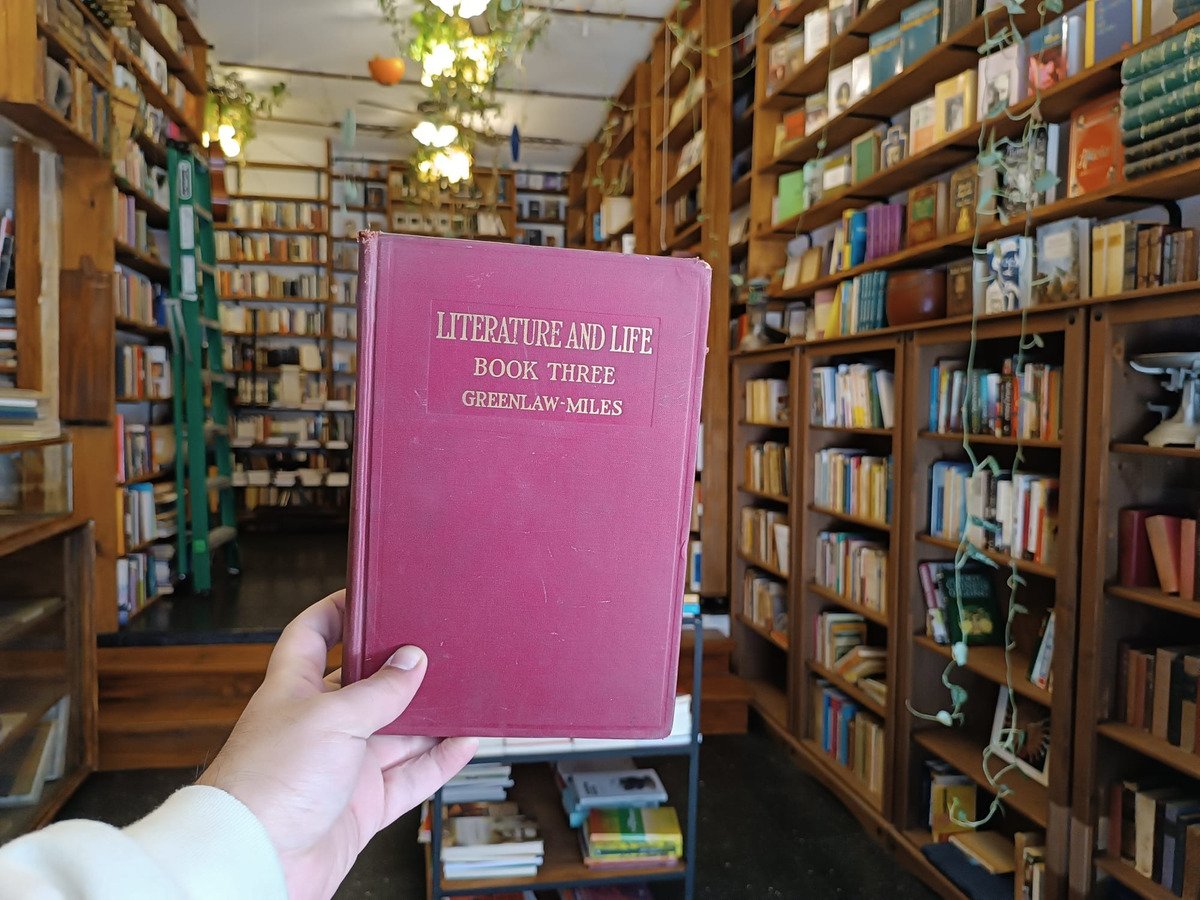 LITERATURE AND LIFE
BOOK THREE
GREENLAW-MILES